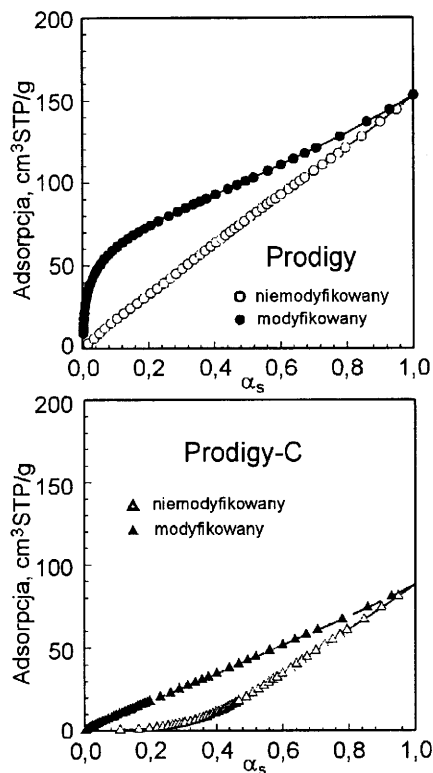 200
150
100
50
0
Adsorpcja, cm³STP/g
Prodigy
niemodyfikowany
modyfikowany
0,0 0,2 0,4 0,6 0,8 1,0
αs
200
150
100
50
0
Adsorpcja, cm³STP/g
Prodigy-C
niemodyfikowany
modyfikowany
0,0 0,2 0,4 0,6 0,8 1,0
αs